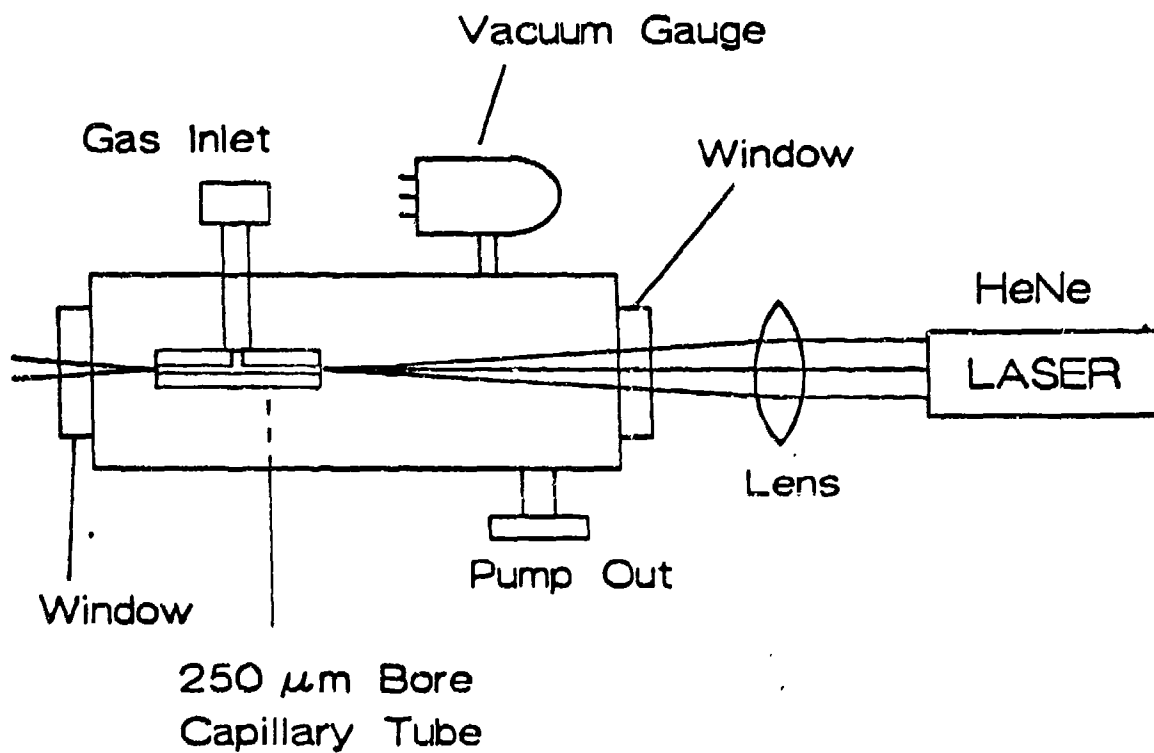 Vacuum Gauge
Gas Inlet
Window
HeNe
LASER
Lens
Pump Out
Window
250 μm Bore
Capillary Tube